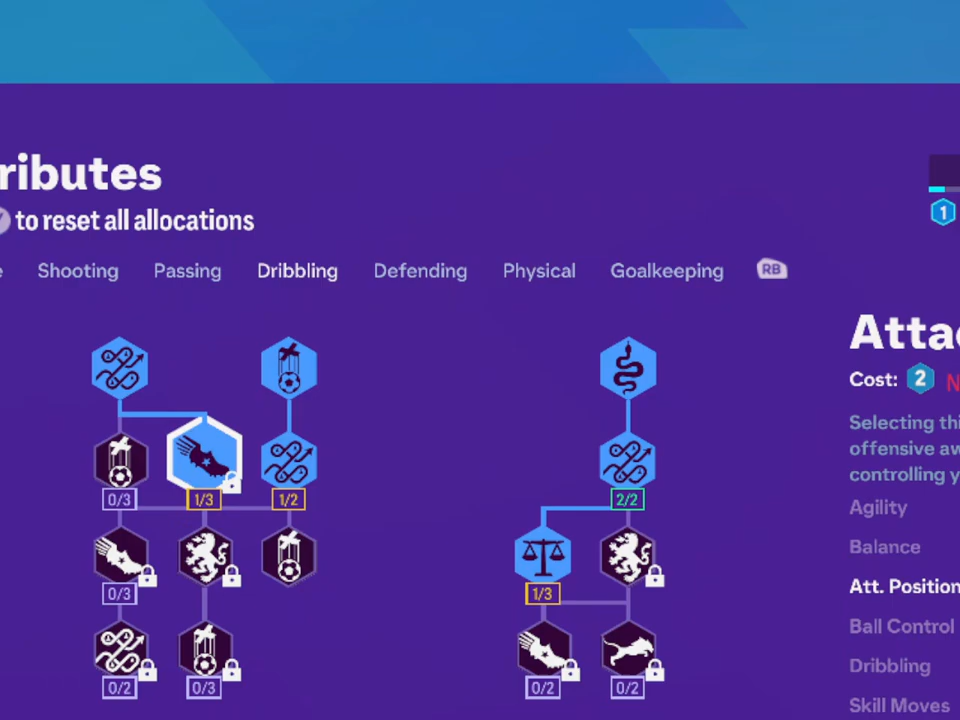 ributes
Y to reset all allocations
1
e Shooting Passing Dribbling Defending Physical Goalkeeping RB
Atta
Cost: 2 N
Selecting thi
offensive aw
controlling y
0/3 1/3 1/2 2/2
Agility
Balance
Att. Position
0/3 1/3
Ball Control
Dribbling
0/2 0/3 0/2 0/2
Skill Moves